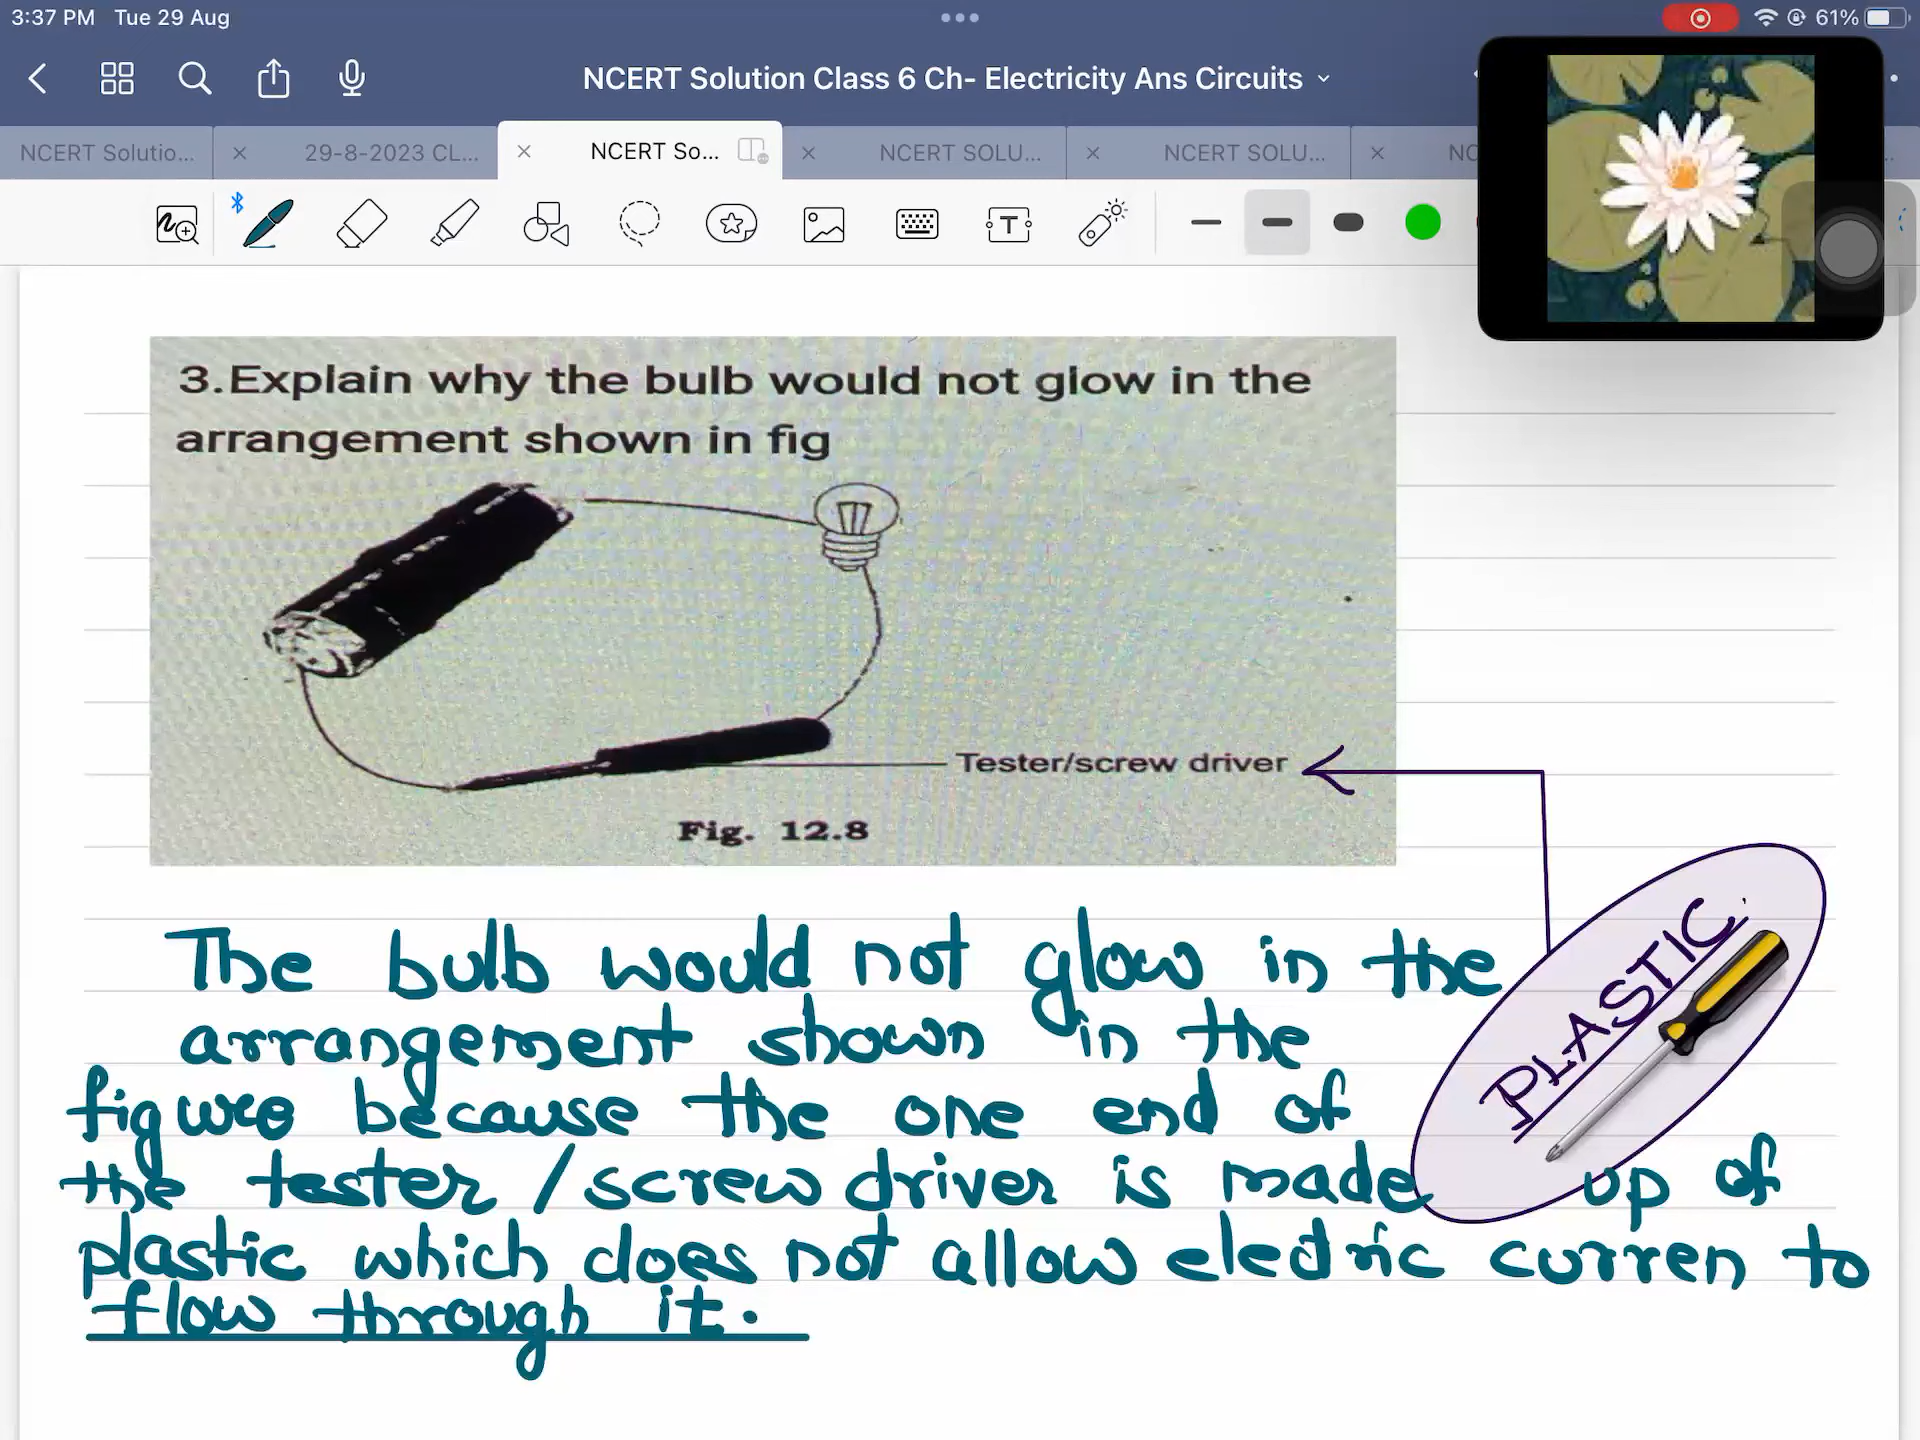 3:37 PM Tue 29 Aug
61%
NCERT Solution Class 6 Ch- Electricity Ans Circuits
NCERT Solutio...
29-8-2023 CL...
NCERT So...
NCERT SOLU...
NCERT SOLU...
NC
T
3.Explain why the bulb would not glow in the
arrangement shown in fig
Tester/screw driver
Fig. 12.8
PLASTIC
The bulb would not glow in the
arrangement shown in the
figure because the one end of
the tester / screw driver is made up of
plastic which does not allow electric curren to
flow through it.